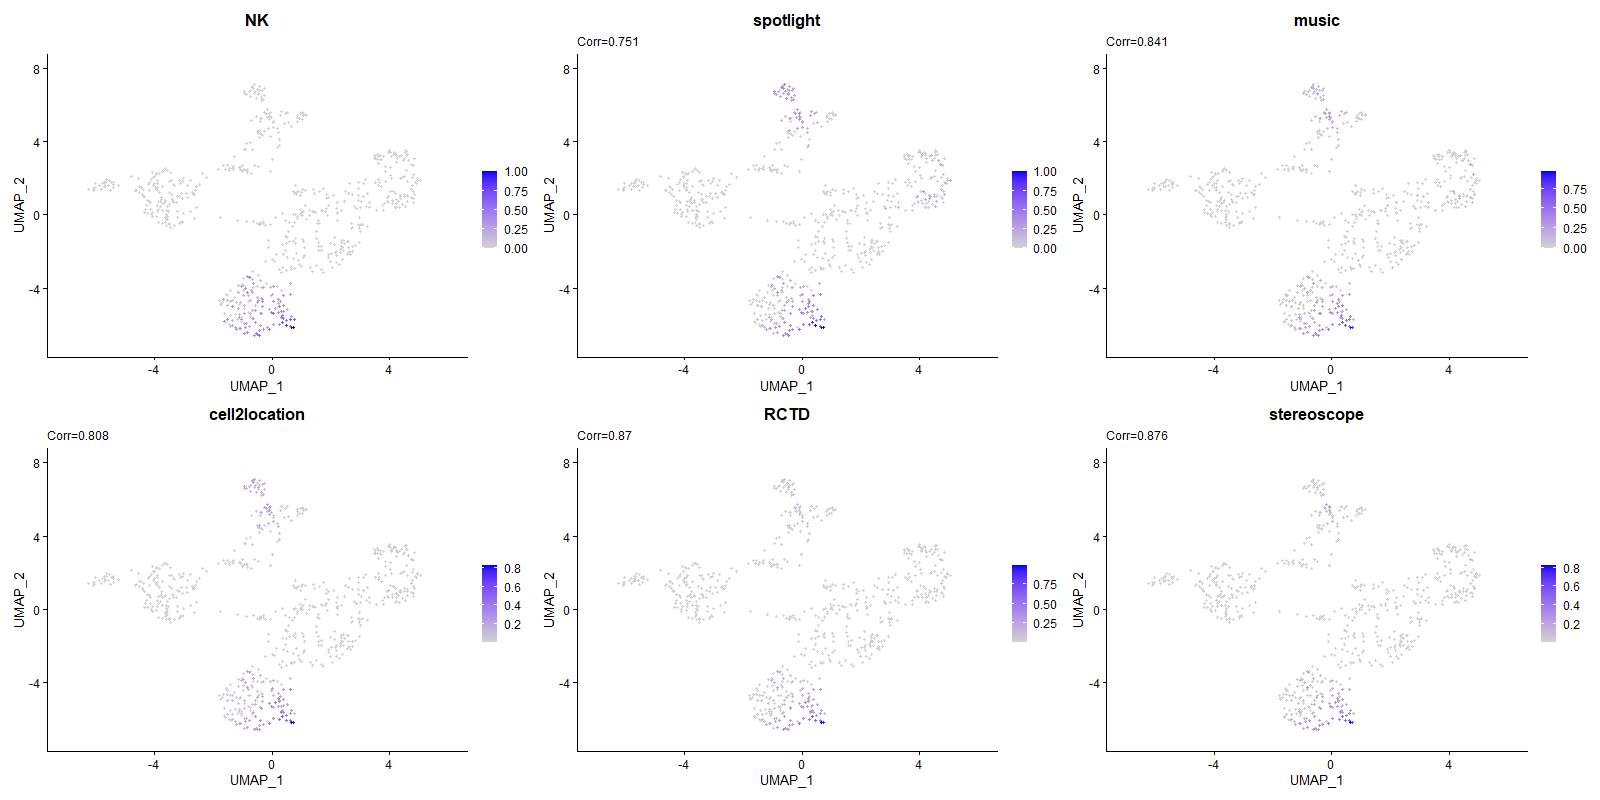 NK
8
4
0
-4
-4
0
4
UMAP_2
UMAP_1
1.00
0.75
0.50
0.25
0.00
spotlight
Corr=0.751
8
4
0
-4
-4
0
4
UMAP_2
UMAP_1
1.00
0.75
0.50
0.25
0.00
music
Corr=0.841
8
4
0
-4
-4
0
4
UMAP_2
UMAP_1
0.75
0.50
0.25
0.00
cell2location
Corr=0.808
8
4
0
-4
-4
0
4
UMAP_2
UMAP_1
0.8
0.6
0.4
0.2
RCTD
Corr=0.87
8
4
0
-4
-4
0
4
UMAP_2
UMAP_1
0.75
0.50
0.25
stereoscope
Corr=0.876
8
4
0
-4
-4
0
4
UMAP_2
UMAP_1
0.8
0.6
0.4
0.2